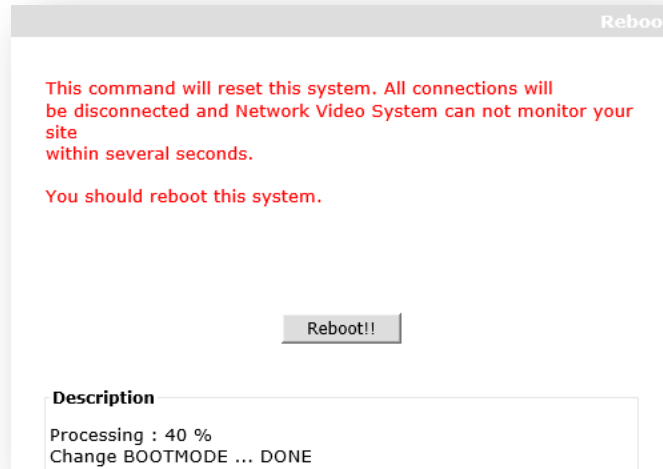 Reboo
This command will reset this system. All connections will
be disconnected and Network Video System can not monitor your
site
within several seconds.
You should reboot this system.
Reboot!!
Description
Processing : 40 %
Change BOOTMODE ... DONE